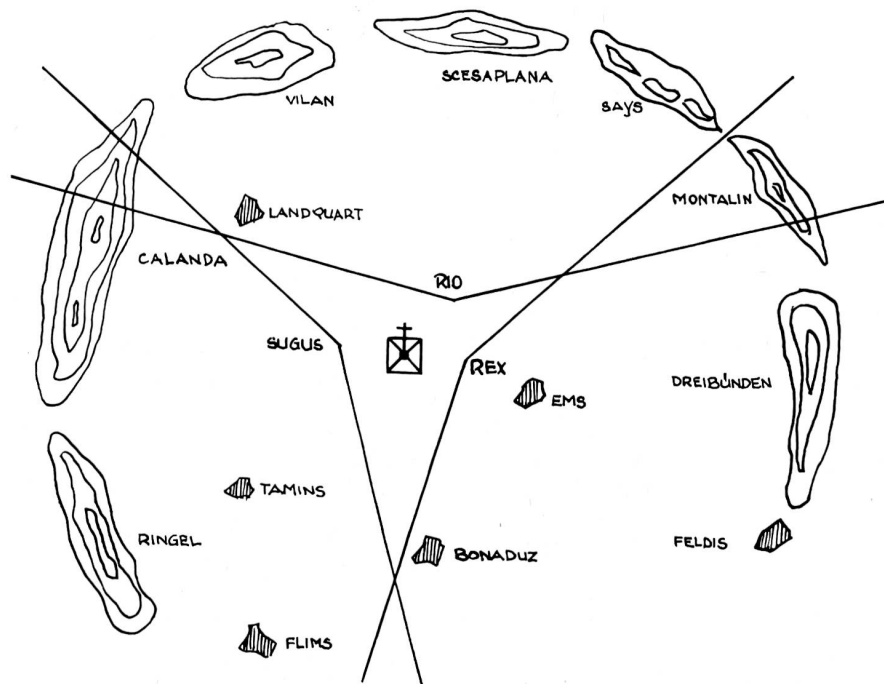 SCESAPLANA
VILAN
SAYS
MONTALIN
LANDQUART
CALANDA
RIO
SUGUS
REX
DREIBÜNDEN
EMS
TAMINS
RINGEL
BONADUZ
FELDIS
FLIMS